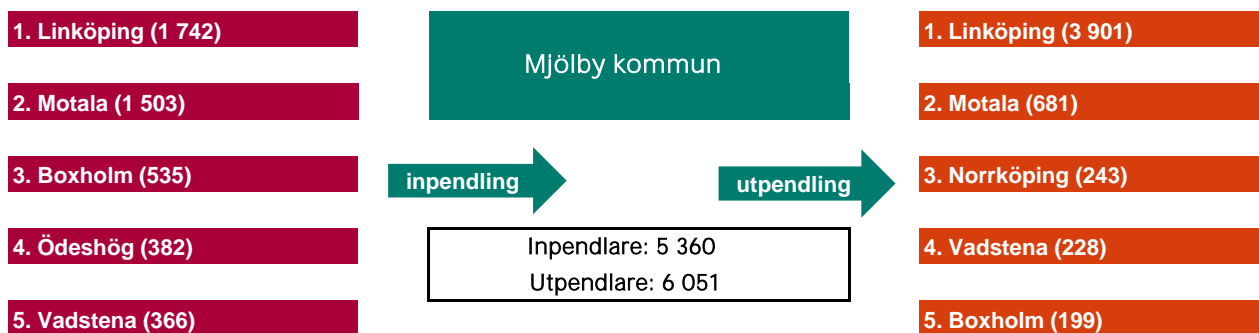 1. Linköping (1 742)
2. Motala (1 503)
3. Boxholm (535)
4. Ödeshög (382)
5. Vadstena (366)
Mjölby kommun
inpendling
utpendling
Inpendlare: 5 360
Utpendlare: 6 051
1. Linköping (3 901)
2. Motala (681)
3. Norrköping (243)
4. Vadstena (228)
5. Boxholm (199)